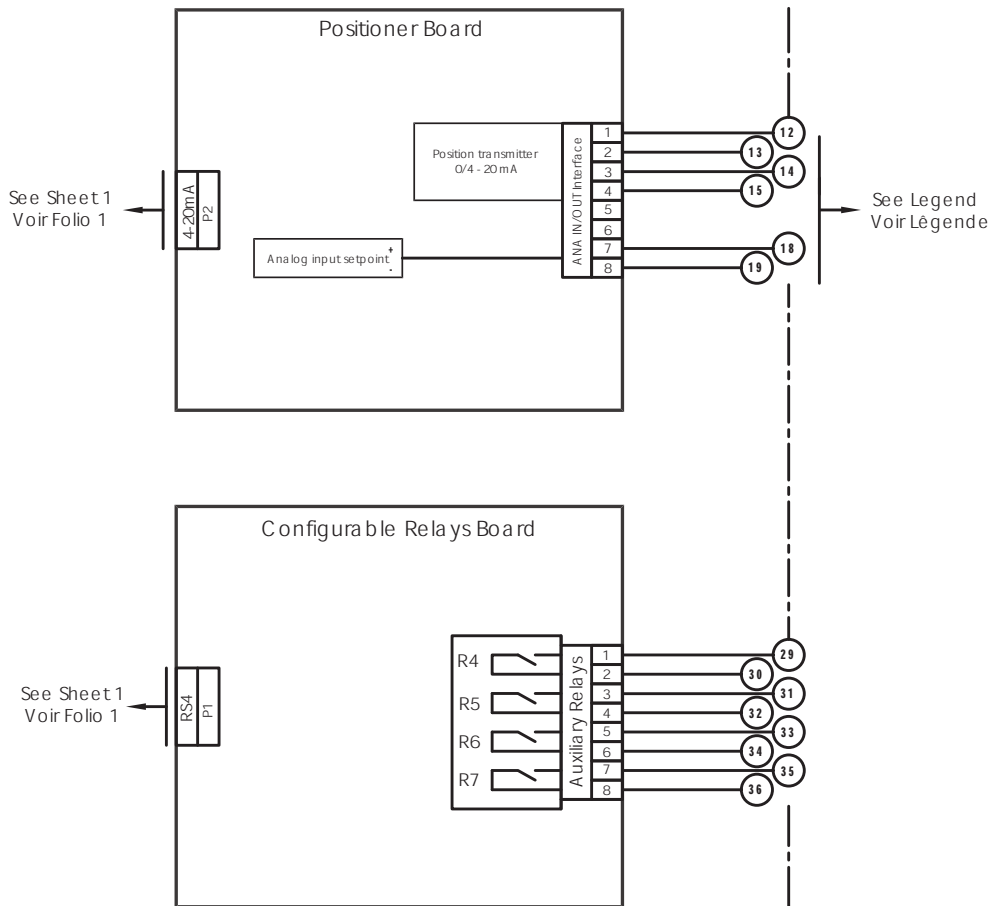 Positioner Board
Position transmitter
0/4 - 20 mA
ANA IN/OUT Interface
1
2
3
4
5
6
7
8
12
13
14
15
18
19
4-20mA
P2
See Sheet 1
Voir Folio 1
See Legend
Voir Lêgende
Analog input setpoint
+
-
Configurable Relays Board
R4
R5
R6
R7
Auxiliary Relays
1
2
3
4
5
6
7
8
29
30
31
32
33
34
35
36
RS4
P1
See Sheet 1
Voir Folio 1